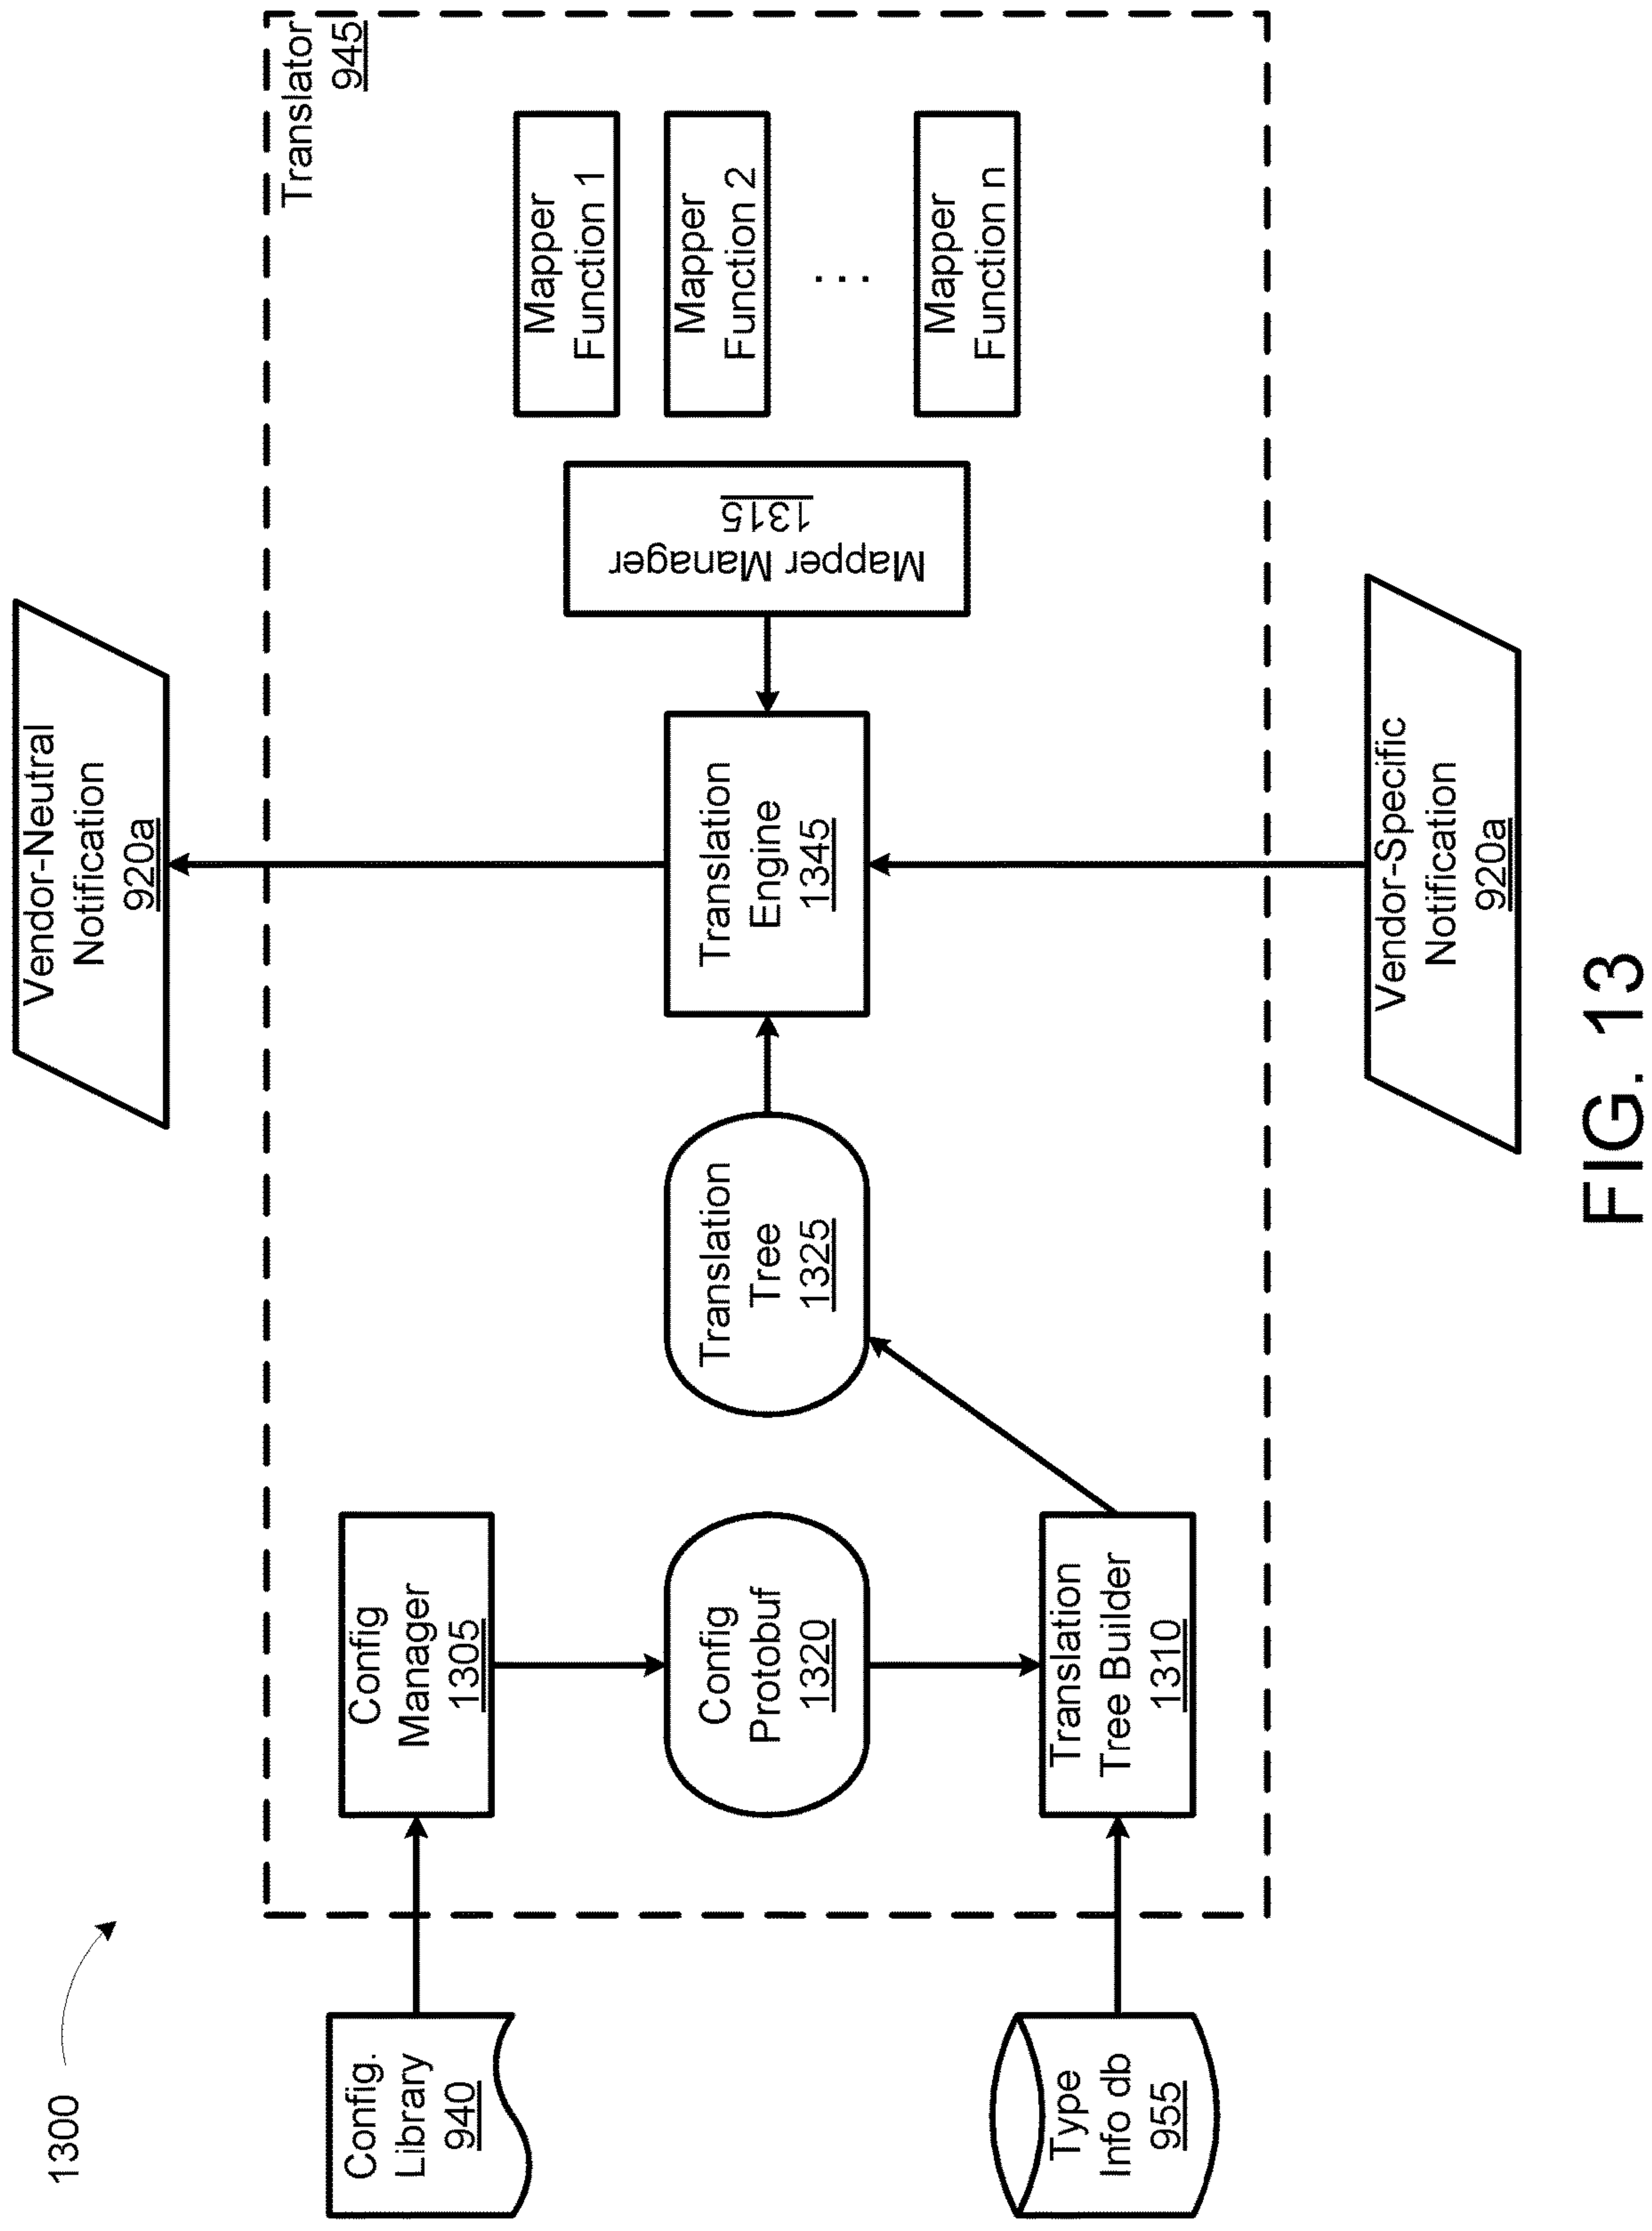 1300
Vendor-Neutral
Notification
920a
Translator
945
Config.
Library
940
Config
Manager
1305
Config
Protobuf
1320
Translation
Tree
1325
Translation
Engine
1345
Mapper Manager
1315
Mapper
Function 1
Mapper
Function 2
...
Mapper
Function n
Type
Info db
955
Translation
Tree Builder
1310
Vendor-Specific
Notification
920a
FIG. 13